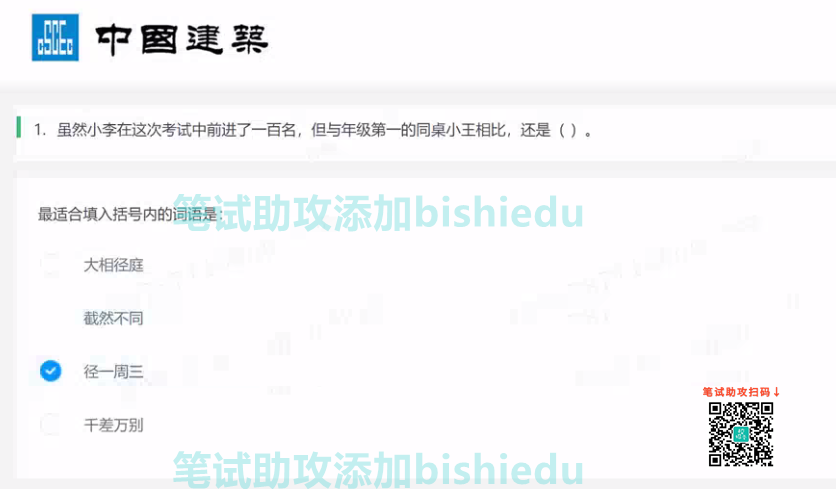 CSCEC
中國建築
1. 虽然小李在这次考试中前进了一百名，但与年级第一的同桌小王相比，还是（ ）。
笔试助攻添加bishiedu
最适合填入括号内的词语是：
大相径庭
截然不同
径一周三
笔试助攻扫码↓
千差万别
笔试助攻添加bishiedu